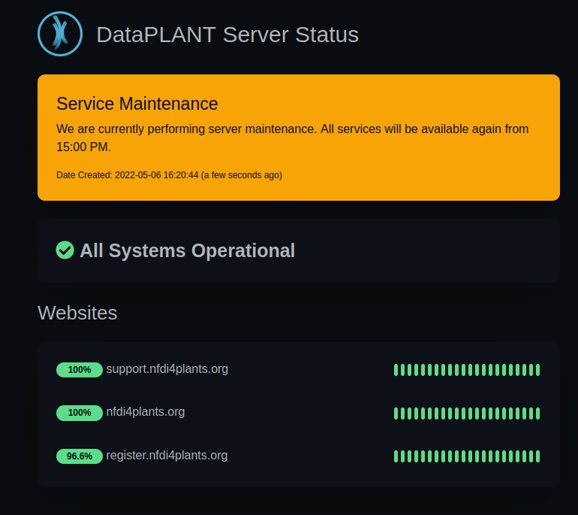 DataPLANT Server Status
Service Maintenance
We are currently performing server maintenance. All services will be available again from
15:00 PM.
Date Created: 2022-05-06 16:20:44 (a few seconds ago)
All Systems Operational
Websites
100% support.nfdi4plants.org
100% nfdi4plants.org
96.6% register.nfdi4plants.org